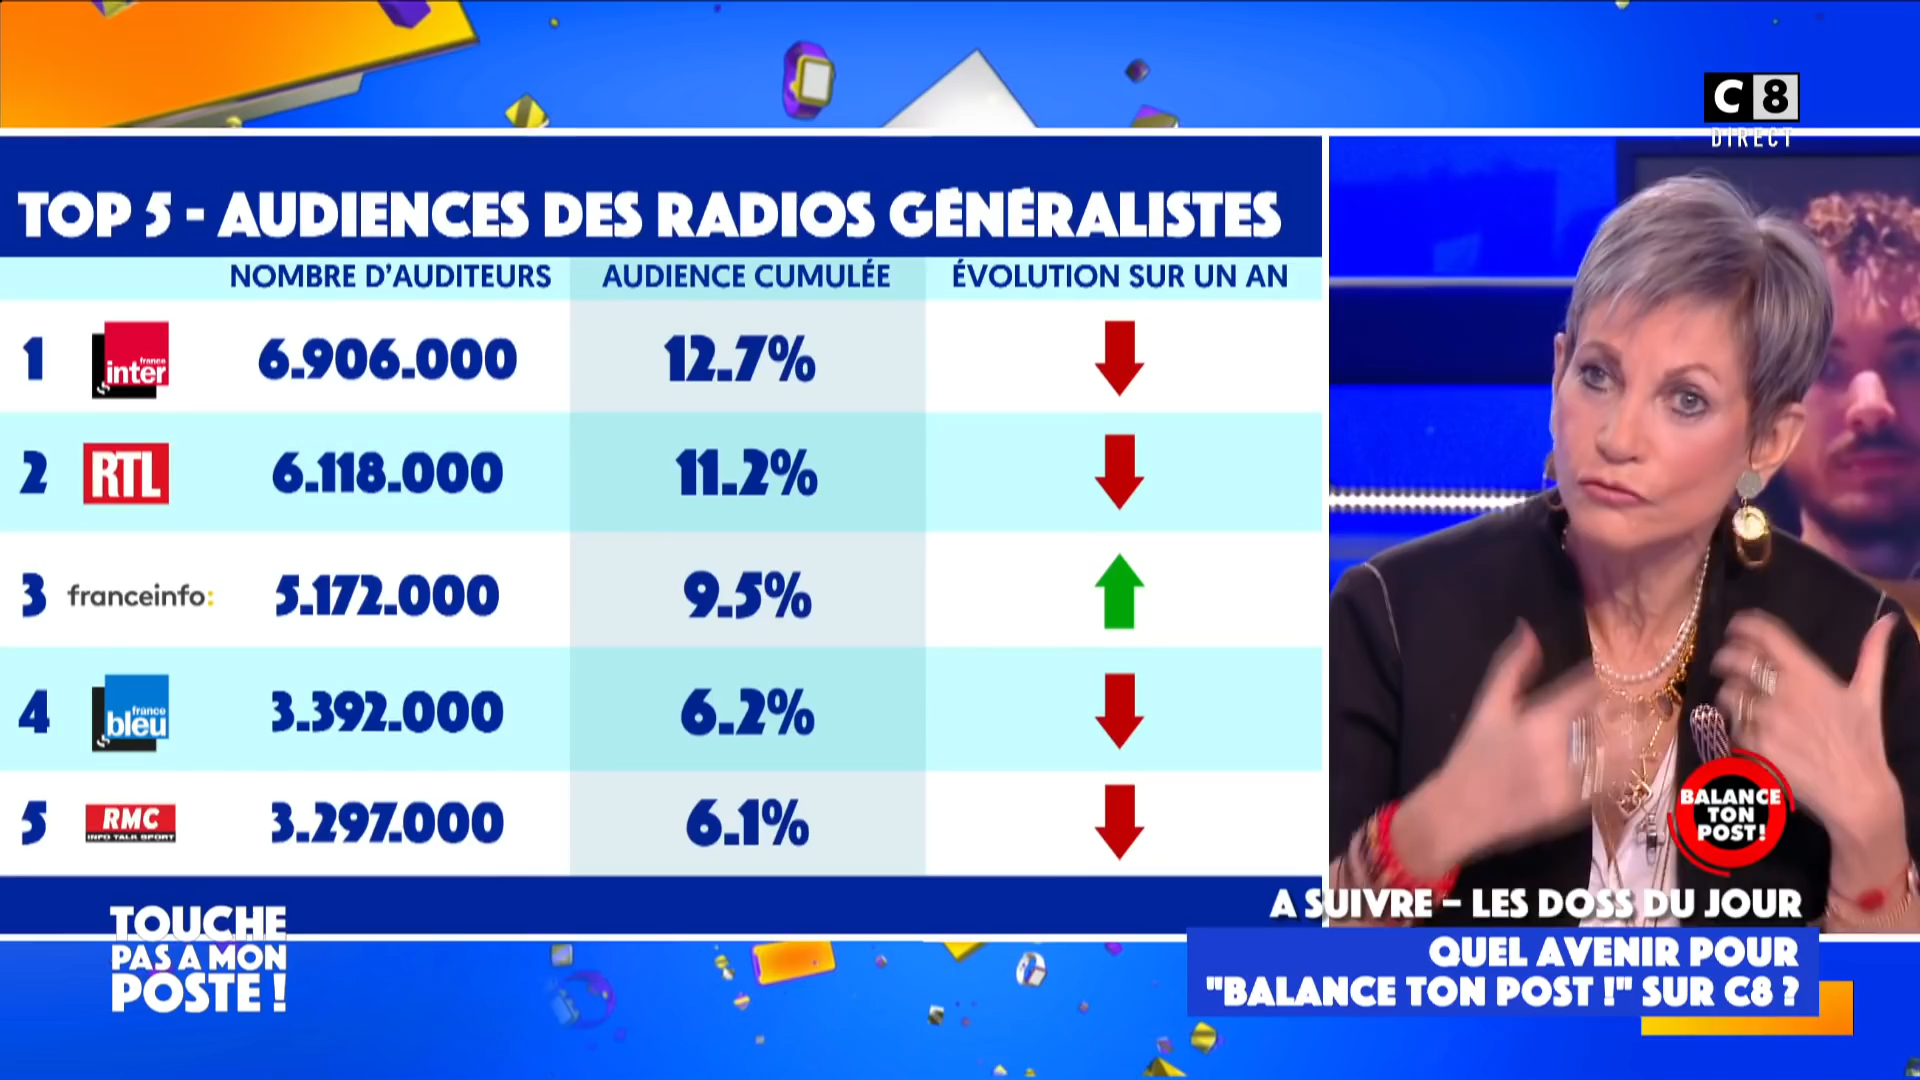 C8
DIRECT
TOP 5 - AUDIENCES DES RADIOS GÉNÉRALISTES
NOMBRE D'AUDITEURS AUDIENCE CUMULÉE ÉVOLUTION SUR UN AN
1 france inter 6.906.000 12.7%
2 RTL 6.118.000 11.2%
3 franceinfo: 5.172.000 9.5%
4 france bleu 3.392.000 6.2%
5 RMC INFO TALK SPORT 3.297.000 6.1%
BALANCE
TON
POST!
TOUCHE
PAS A MON
POSTE !
A SUIVRE – LES DOSS DU JOUR
QUEL AVENIR POUR
"BALANCE TON POST !" SUR C8 ?